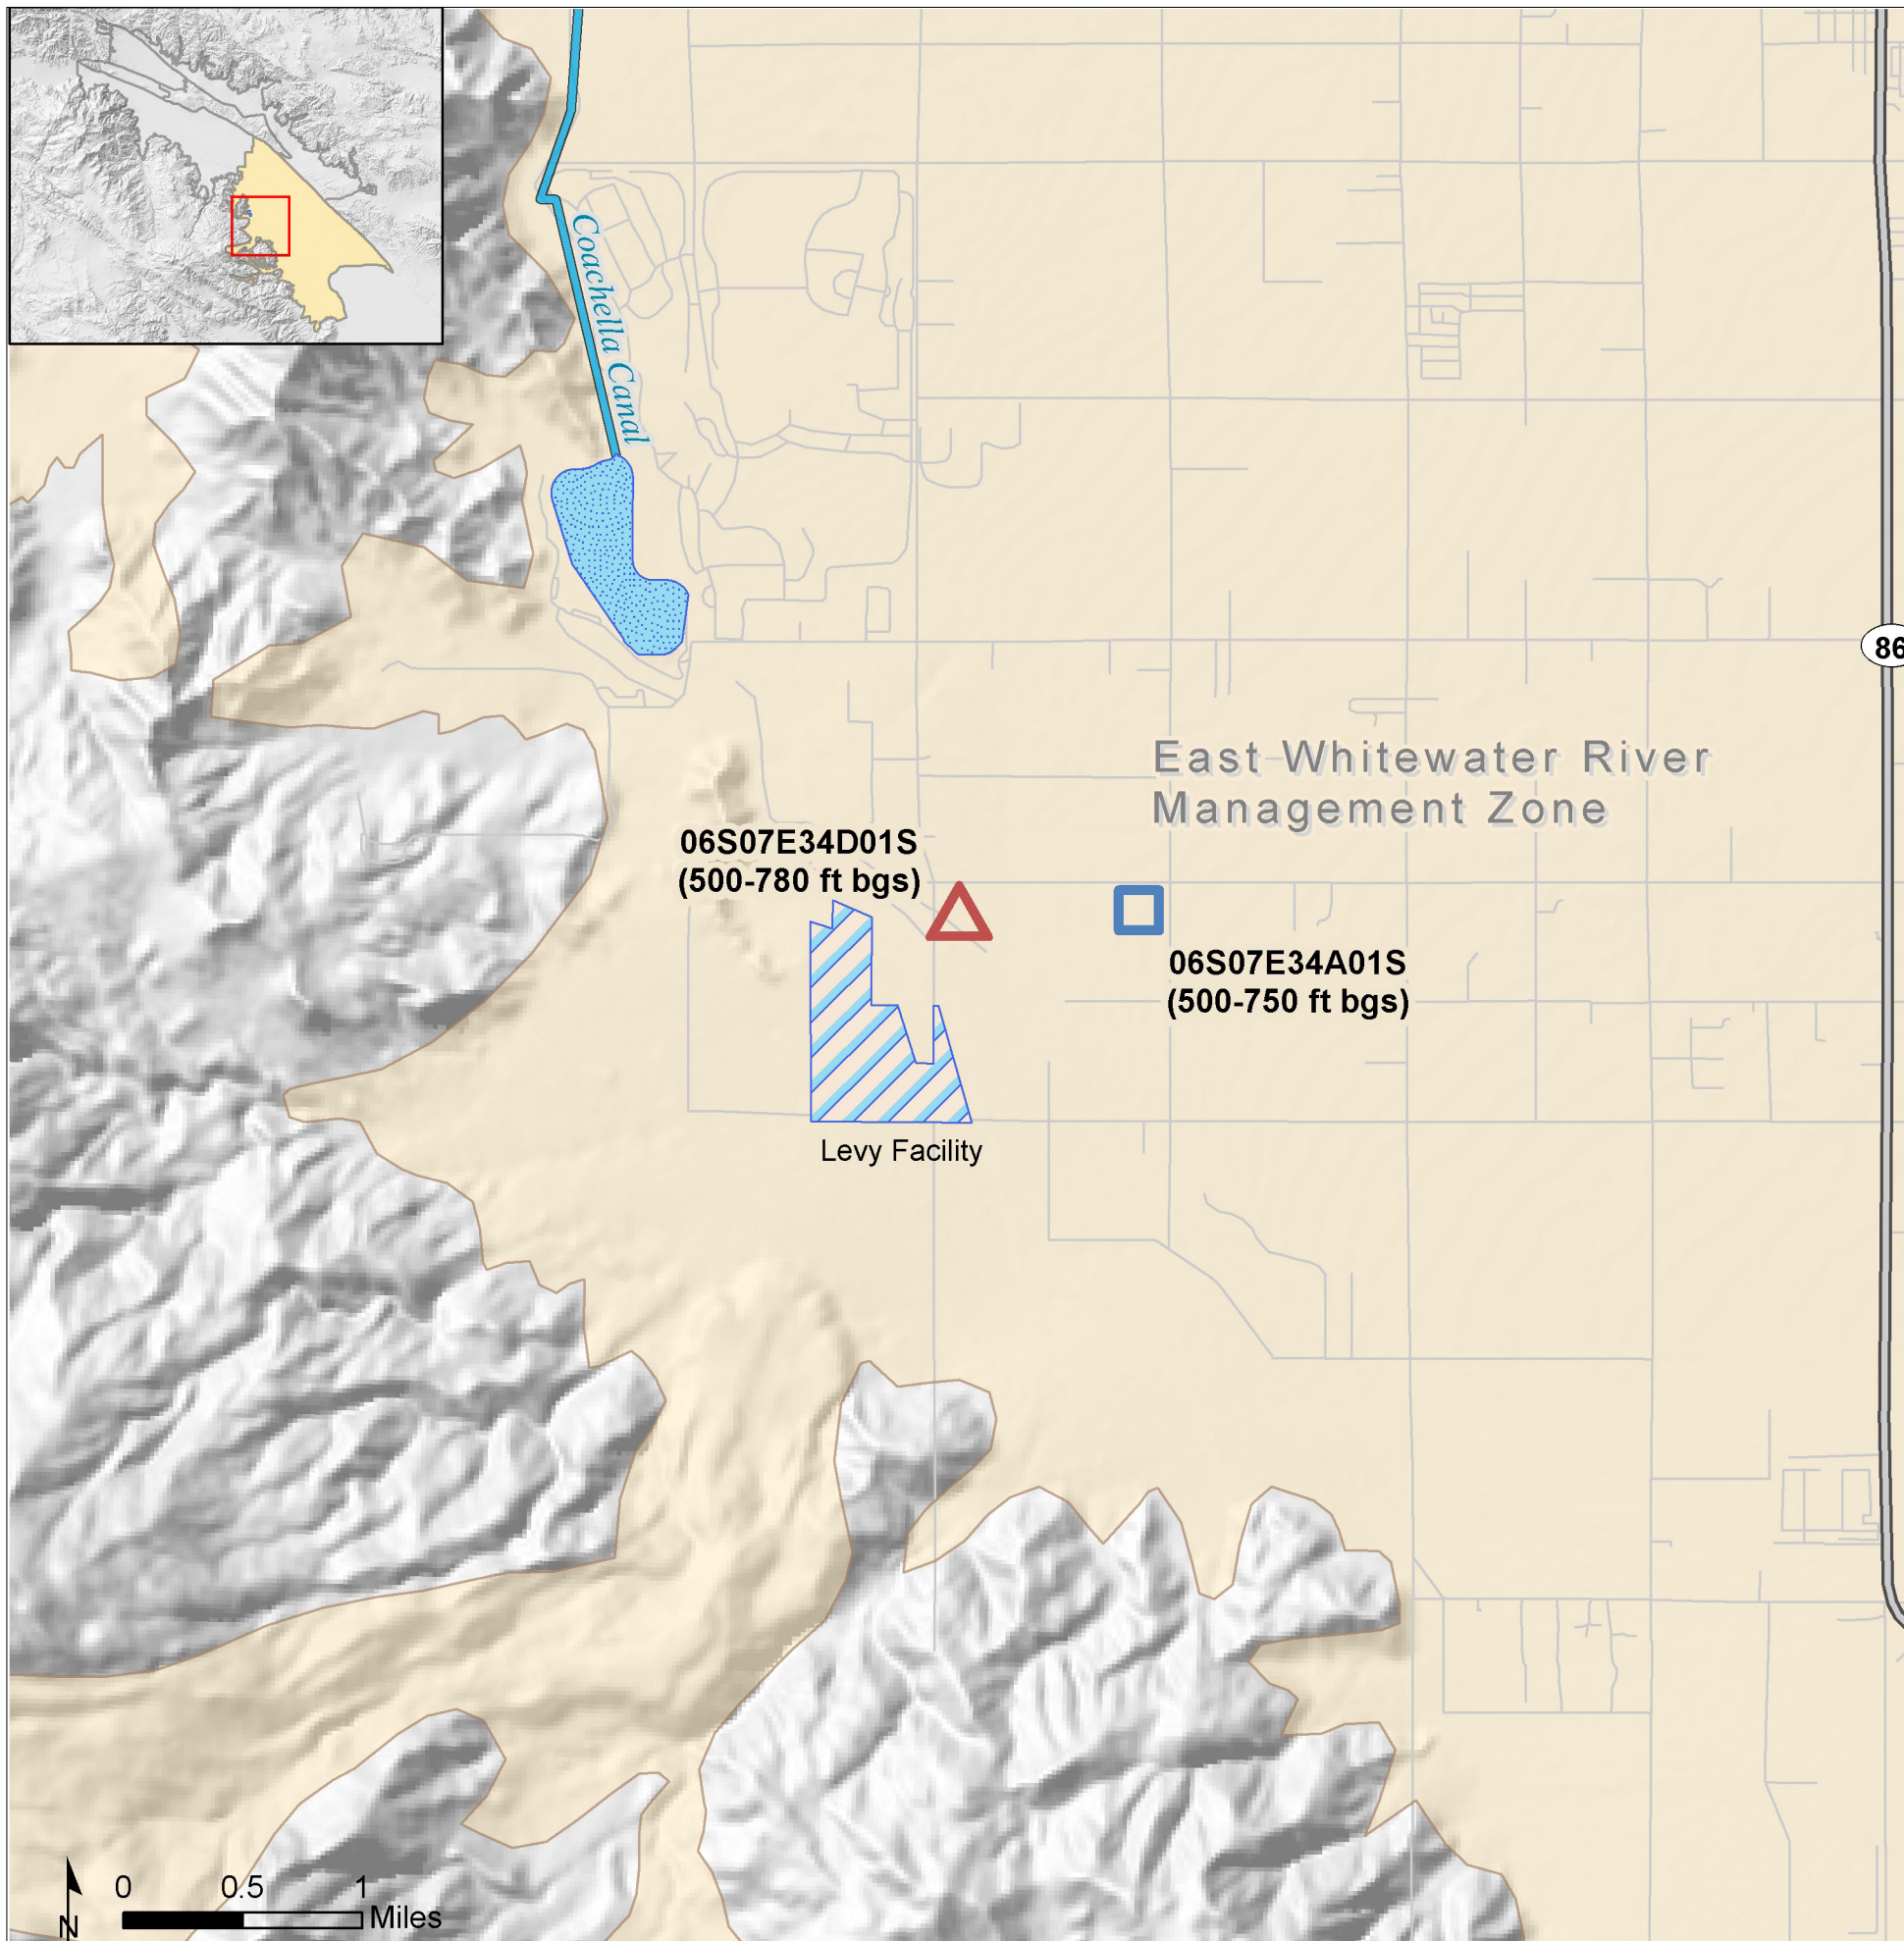 Coachella Canal
86
East Whitewater River
Management Zone
06S07E34D01S
(500-780 ft bgs)
06S07E34A01S
(500-750 ft bgs)
Levy Facility
0 0.5 1
Miles
N